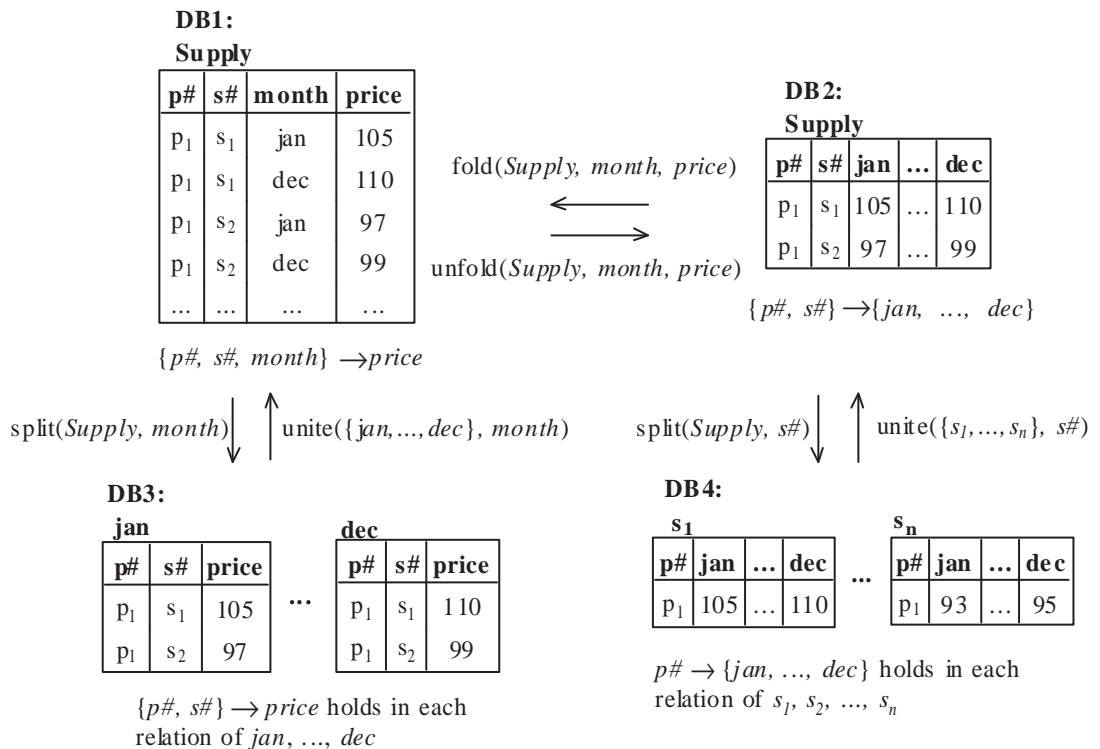 DB1:
Supply
p# s# month price
p₁ s₁ jan 105
p₁ s₁ dec 110
p₁ s₂ jan 97
p₁ s₂ dec 99
... ... ... ...
{p#, s#, month} → price
fold(Supply, month, price)
unfold(Supply, month, price)
DB2:
Supply
p# s# jan ... dec
p₁ s₁ 105 ... 110
p₁ s₂ 97 ... 99
{p#, s#} → {jan, ..., dec}
split(Supply, month)
unite({jan,...,dec}, month)
split(Supply, s#)
unite({s₁,...,sₙ}, s#)
DB3:
jan
p# s# price
p₁ s₁ 105
p₁ s₂ 97
...
dec
p# s# price
p₁ s₁ 110
p₁ s₂ 99
{p#, s#} → price holds in each
relation of jan, ..., dec
DB4:
s₁
p# jan ... dec
p₁ 105 ... 110
...
sₙ
p# jan ... dec
p₁ 93 ... 95
p# → {jan, ..., dec} holds in each
relation of s₁, s₂, ..., sₙ